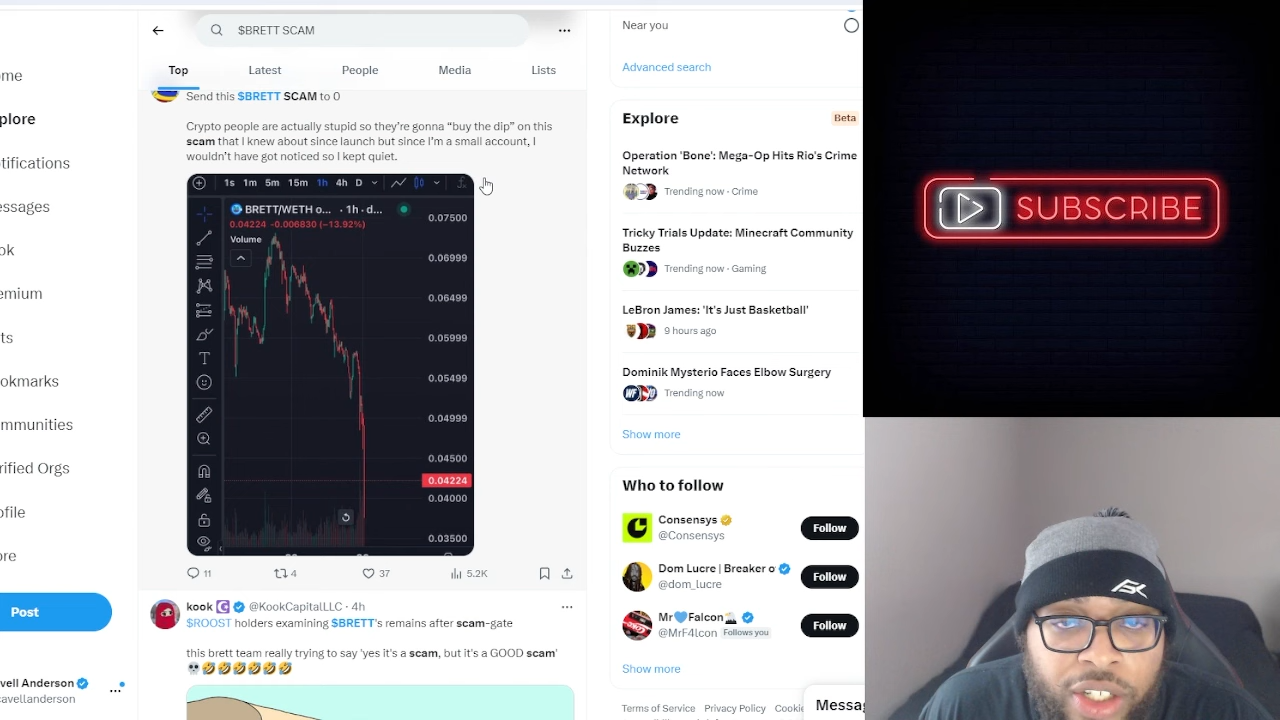 $BRETT SCAM
Top
Latest
People
Media
Lists
Send this $BRETT SCAM to 0
Crypto people are actually stupid so they're gonna “buy the dip” on this
scam that I knew about since launch but since I'm a small account, I
wouldn't have got noticed so I kept quiet.
1s 1m 5m 15m 1h 4h D
BRETT/WETH o... · 1h · d...
0.04224 -0.006830 (-13.92%)
Volume
0.07500
0.06999
0.06499
0.05999
0.05499
0.04999
0.04500
0.04224
0.04000
0.03500
11
4
37
5.2K
kook @KookCapitalLLC · 4h
$ROOST holders examining $BRETT's remains after scam-gate
this brett team really trying to say 'yes it's a scam, but it's a GOOD scam'
💀🤣🤣🤣🤣🤣🤣
ome
plore
otifications
essages
ok
emium
ts
okmarks
mmunities
rified Orgs
ofile
ore
Post
avell Anderson
cavellanderson
Near you
Advanced search
Explore
Beta
Operation 'Bone': Mega-Op Hits Rio's Crime
Network
Trending now · Crime
Tricky Trials Update: Minecraft Community
Buzzes
Trending now · Gaming
LeBron James: 'It's Just Basketball'
9 hours ago
Dominik Mysterio Faces Elbow Surgery
Trending now
Show more
Who to follow
Consensys
@Consensys
Follow
Dom Lucre | Breaker o
@dom_lucre
Follow
Mr💙Falcon
@MrF4lcon Follows you
Follow
Show more
Terms of Service Privacy Policy Cookie
Messag
SUBSCRIBE